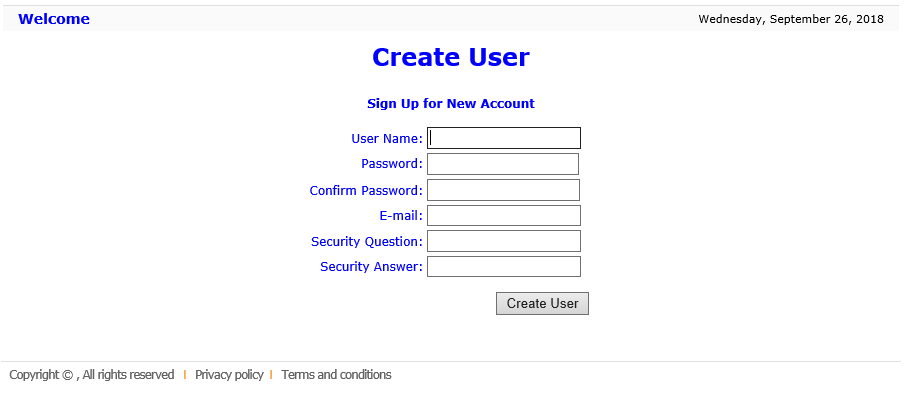 Welcome Wednesday, September 26, 2018
Create User
Sign Up for New Account
User Name:
Password:
Confirm Password:
E-mail:
Security Question:
Security Answer:
Create User
Copyright © , All rights reserved | Privacy policy | Terms and conditions